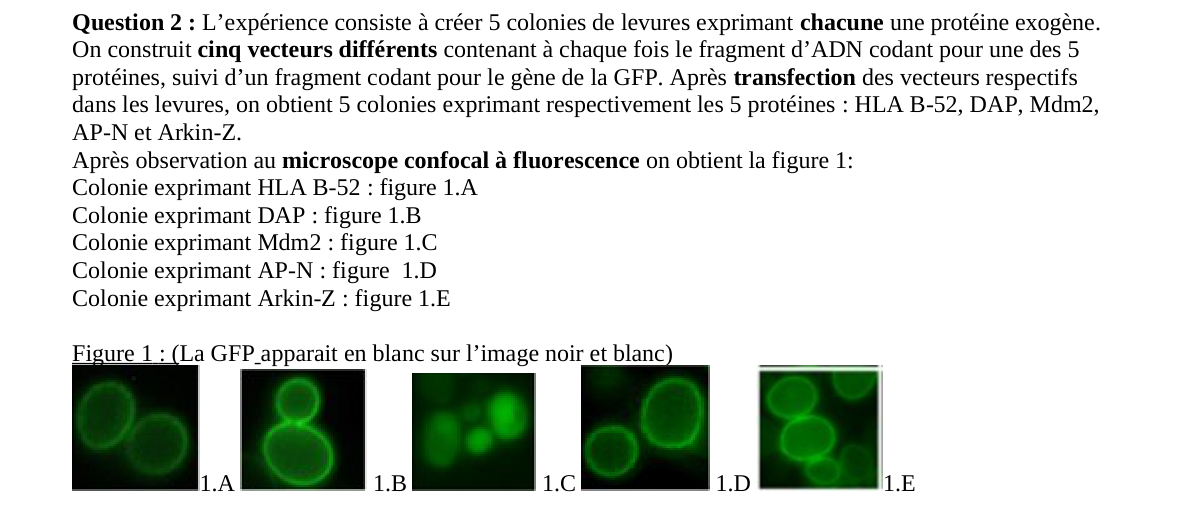 Question 2 : L’expérience consiste à créer 5 colonies de levures exprimant chacune une protéine exogène.
On construit cinq vecteurs différents contenant à chaque fois le fragment d’ADN codant pour une des 5
protéines, suivi d’un fragment codant pour le gène de la GFP. Après transfection des vecteurs respectifs
dans les levures, on obtient 5 colonies exprimant respectivement les 5 protéines : HLA B-52, DAP, Mdm2,
AP-N et Arkin-Z.
Après observation au microscope confocal à fluorescence on obtient la figure 1:
Colonie exprimant HLA B-52 : figure 1.A
Colonie exprimant DAP : figure 1.B
Colonie exprimant Mdm2 : figure 1.C
Colonie exprimant AP-N : figure  1.D
Colonie exprimant Arkin-Z : figure 1.E
Figure 1 : (La GFP apparait en blanc sur l’image noir et blanc)
1.A 1.B 1.C 1.D 1.E